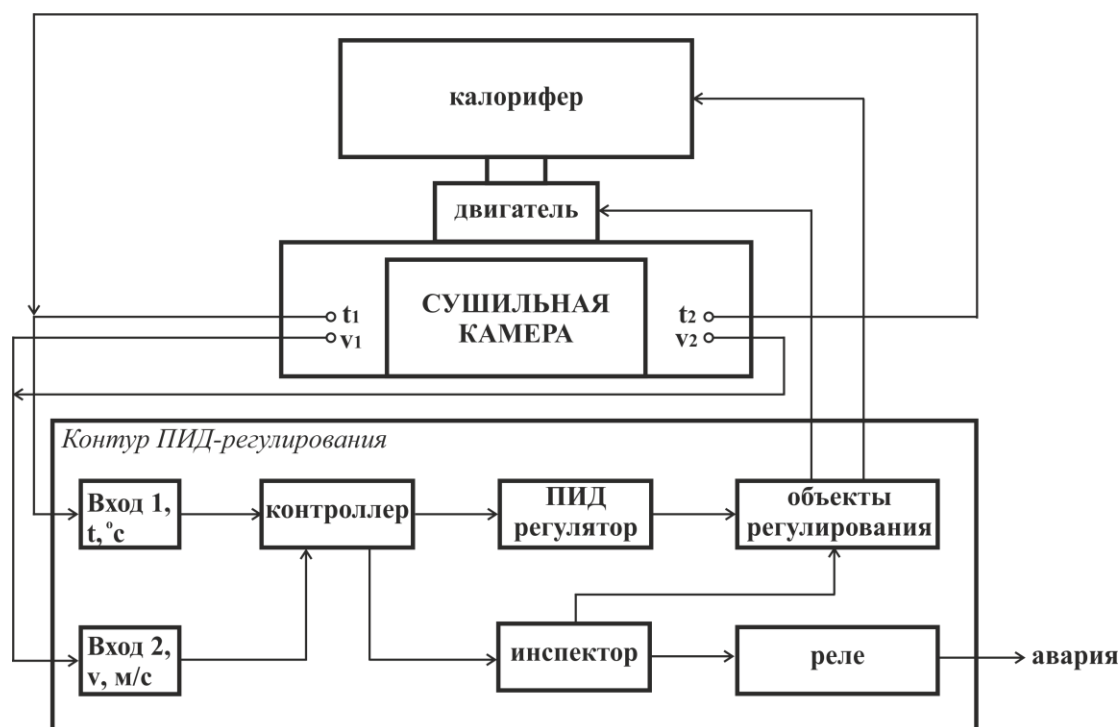 калорифер
двигатель
СУШИЛЬНАЯ
КАМЕРА
t1
v1
t2
v2
Контур ПИД-регулирования
Вход 1,
t,°с
контроллер
ПИД
регулятор
объекты
регулирования
Вход 2,
v, м/с
инспектор
реле
авария